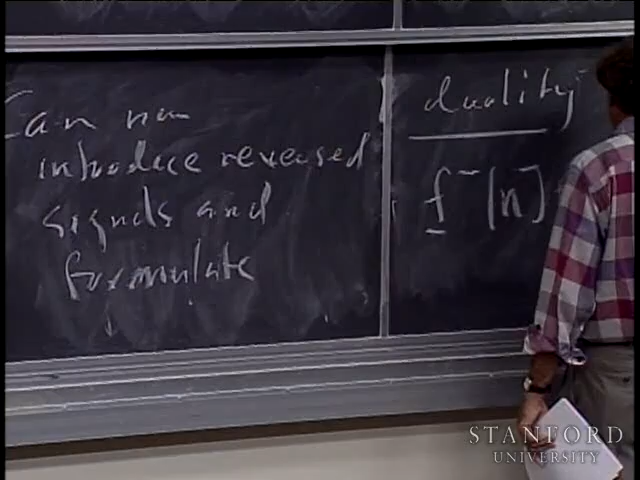 Can now
introduce reversed
signals and
formulate
duality
f⁻[n]
STANFORD
UNIVERSITY